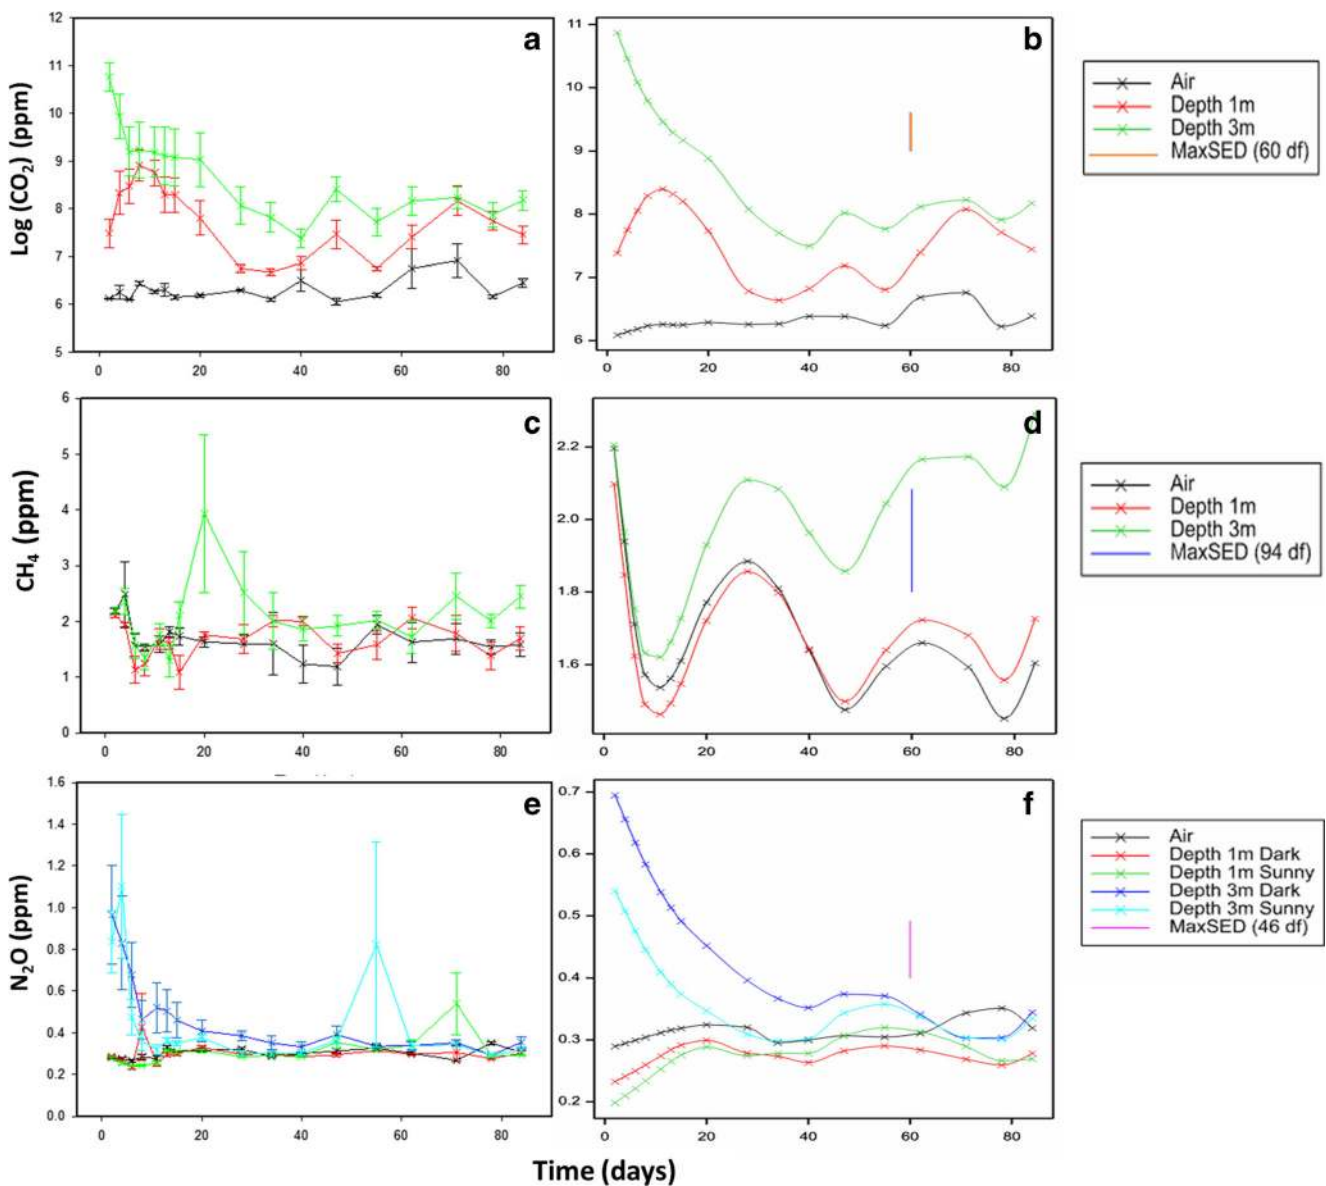 a
b
c
d
e
f
Log (CO₂) (ppm)
12
11
10
9
8
7
6
5
0
20
40
60
80
days
11
10
9
8
7
6
0
20
40
60
80
days
Air
Depth 1m
Depth 3m
MaxSED (60 df)
CH₄ (ppm)
6
5
4
3
2
1
0
0
20
40
60
80
2.2
2.0
1.8
1.6
0
20
40
60
80
Air
Depth 1m
Depth 3m
MaxSED (94 df)
N₂O (ppm)
1.6
1.4
1.2
1.0
0.8
0.6
0.4
0.2
0.0
0
20
40
60
80
0.7
0.6
0.5
0.4
0.3
0.2
0
20
40
60
80
Air
Depth 1m Dark
Depth 1m Sunny
Depth 3m Dark
Depth 3m Sunny
MaxSED (46 df)
Time (days)